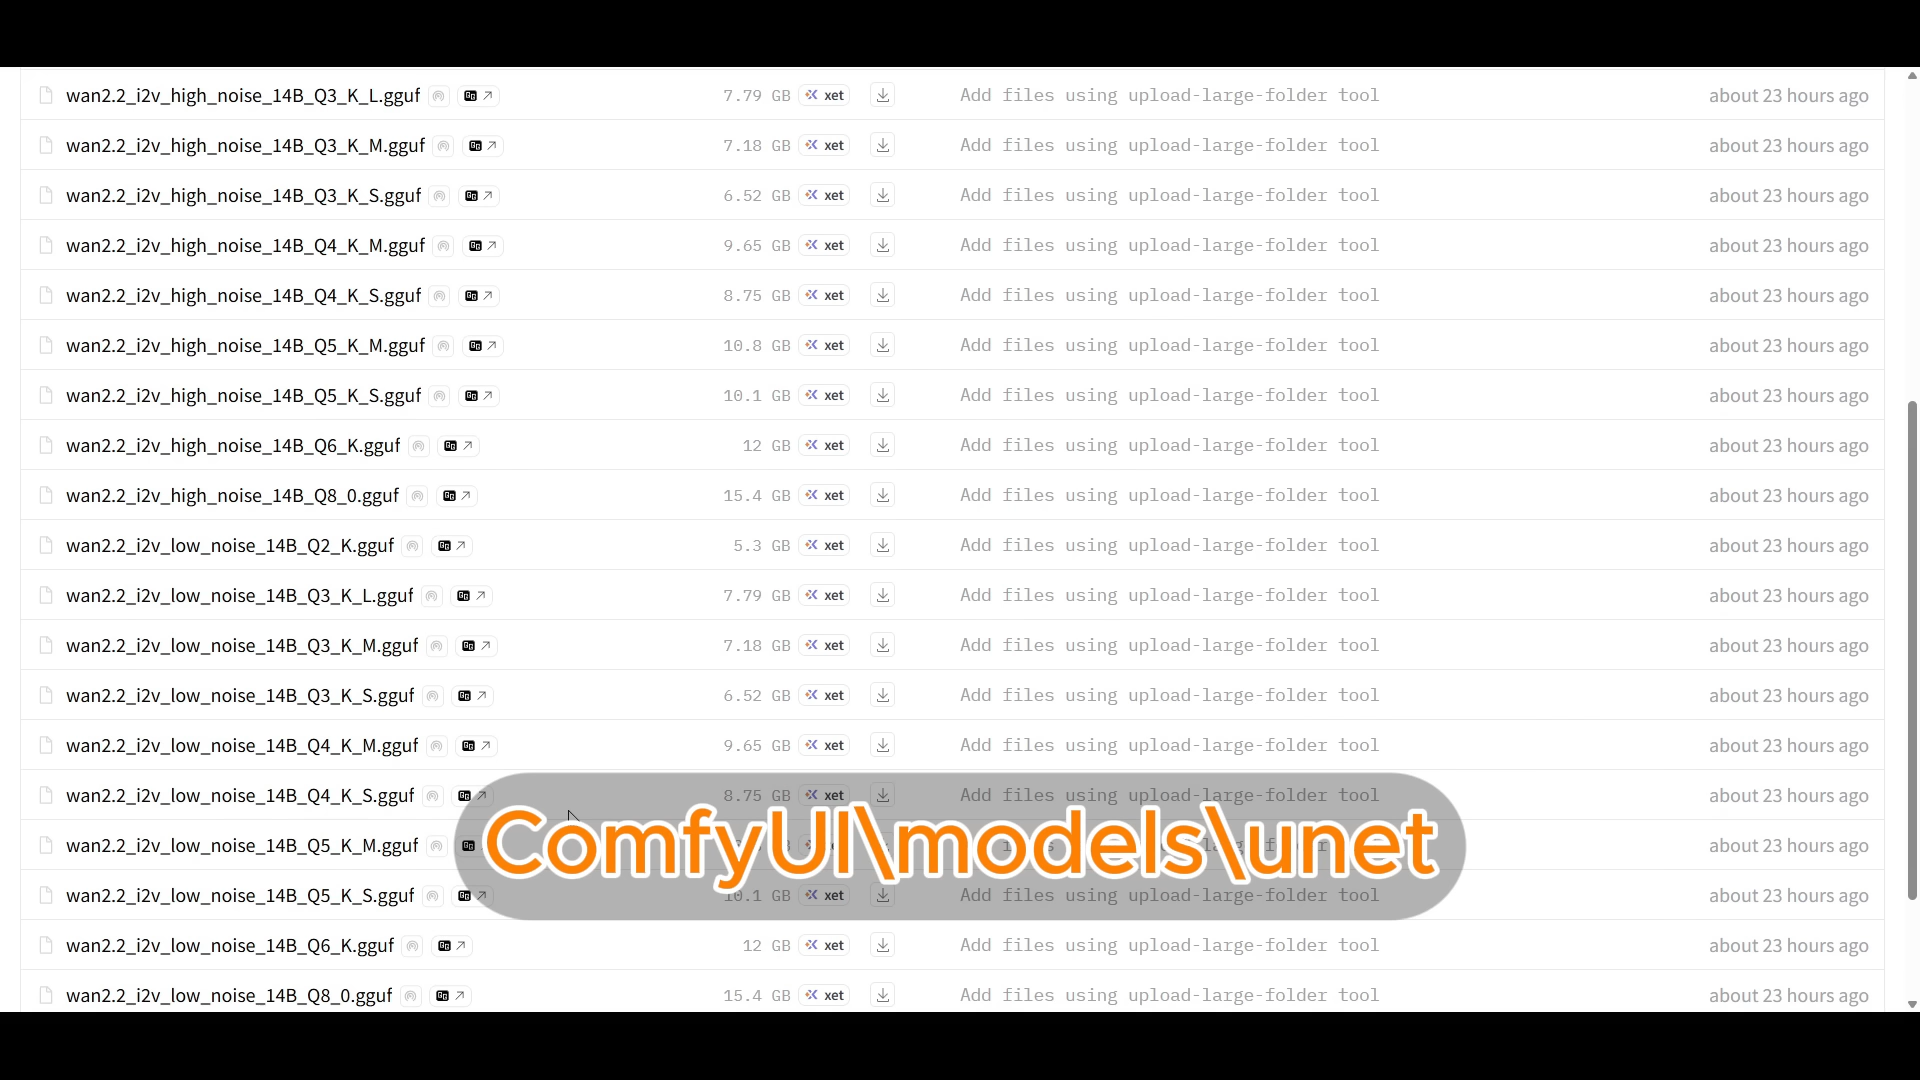 wan2.2_i2v_high_noise_14B_Q3_K_L.gguf 7.79 GB xet Add files using upload-large-folder tool about 23 hours ago
wan2.2_i2v_high_noise_14B_Q3_K_M.gguf 7.18 GB xet Add files using upload-large-folder tool about 23 hours ago
wan2.2_i2v_high_noise_14B_Q3_K_S.gguf 6.52 GB xet Add files using upload-large-folder tool about 23 hours ago
wan2.2_i2v_high_noise_14B_Q4_K_M.gguf 9.65 GB xet Add files using upload-large-folder tool about 23 hours ago
wan2.2_i2v_high_noise_14B_Q4_K_S.gguf 8.75 GB xet Add files using upload-large-folder tool about 23 hours ago
wan2.2_i2v_high_noise_14B_Q5_K_M.gguf 10.8 GB xet Add files using upload-large-folder tool about 23 hours ago
wan2.2_i2v_high_noise_14B_Q5_K_S.gguf 10.1 GB xet Add files using upload-large-folder tool about 23 hours ago
wan2.2_i2v_high_noise_14B_Q6_K.gguf 12 GB xet Add files using upload-large-folder tool about 23 hours ago
wan2.2_i2v_high_noise_14B_Q8_0.gguf 15.4 GB xet Add files using upload-large-folder tool about 23 hours ago
wan2.2_i2v_low_noise_14B_Q2_K.gguf 5.3 GB xet Add files using upload-large-folder tool about 23 hours ago
wan2.2_i2v_low_noise_14B_Q3_K_L.gguf 7.79 GB xet Add files using upload-large-folder tool about 23 hours ago
wan2.2_i2v_low_noise_14B_Q3_K_M.gguf 7.18 GB xet Add files using upload-large-folder tool about 23 hours ago
wan2.2_i2v_low_noise_14B_Q3_K_S.gguf 6.52 GB xet Add files using upload-large-folder tool about 23 hours ago
wan2.2_i2v_low_noise_14B_Q4_K_M.gguf 9.65 GB xet Add files using upload-large-folder tool about 23 hours ago
wan2.2_i2v_low_noise_14B_Q4_K_S.gguf 8.75 GB xet Add files using upload-large-folder tool about 23 hours ago
wan2.2_i2v_low_noise_14B_Q5_K_M.gguf about 23 hours ago
ComfyUI\models\unet
wan2.2_i2v_low_noise_14B_Q5_K_S.gguf 10.1 GB xet Add files using upload-large-folder tool about 23 hours ago
wan2.2_i2v_low_noise_14B_Q6_K.gguf 12 GB xet Add files using upload-large-folder tool about 23 hours ago
wan2.2_i2v_low_noise_14B_Q8_0.gguf 15.4 GB xet Add files using upload-large-folder tool about 23 hours ago